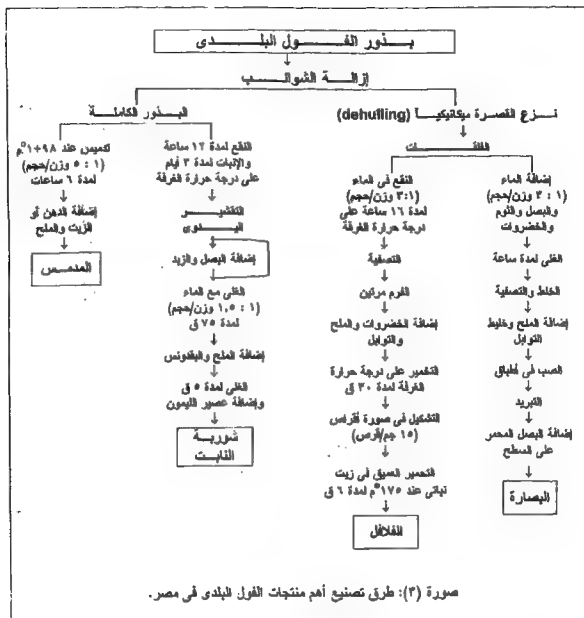 بذور الفول البلدى
إزالة الشوائب
نزع القصرة ميكانيكياً (dehulling)
الفلقات
إضافة الماء
(١ : ٣ وزن/حجم)
والبصل والثوم
والخضروات
الغلى لمدة ساعة
الخلط والتصفية
إضافة الملح وخليط
التوابل
الصب فى أطباق
التبريد
إضافة البصل المحمر
على السطح
البصارة
النقع فى الماء
(٣:١ وزن/حجم)
لمدة ١٦ ساعة على
درجة حرارة الغرفة
التصفية
الفرم مرتين
إضافة الخضروات والملح
والتوابل
التخمير على درجة حرارة
الغرفة لمدة ٣٠ ق
التشكيل فى صورة أقراص
(١٥ جم/قرص)
التحمير العميق فى زيت
نباتى عند ١٧٥°م لمدة ٦ ق
الفلافل
البذور الكاملة
النقع لمدة ١٢ ساعة
والإنبات لمدة ٣ أيام
على درجة حرارة الغرفة
التقشير
اليدوى
إضافة البصل والزبد
الغلى مع الماء
(١ : ١,٥ وزن/حجم)
لمدة ٧٥ ق
إضافة الملح والبقدونس
الغلى لمدة ٥ ق
وإضافة عصير الليمون
شوربة
النابت
تدميس عند ٩٨+١°م
(١ : ٥ وزن/حجم)
لمدة ٦ ساعات
إضافة الدهن أو
الزيت والملح
المدمس
صورة (٣): طرق تصنيع أهم منتجات الفول البلدى فى مصر.